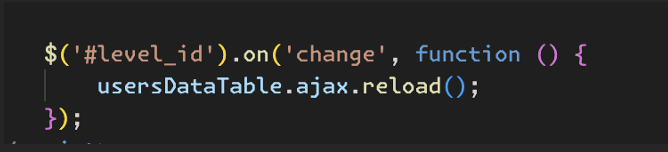 $('#level_id').on('change', function () {
usersDataTable.ajax.reload();
});